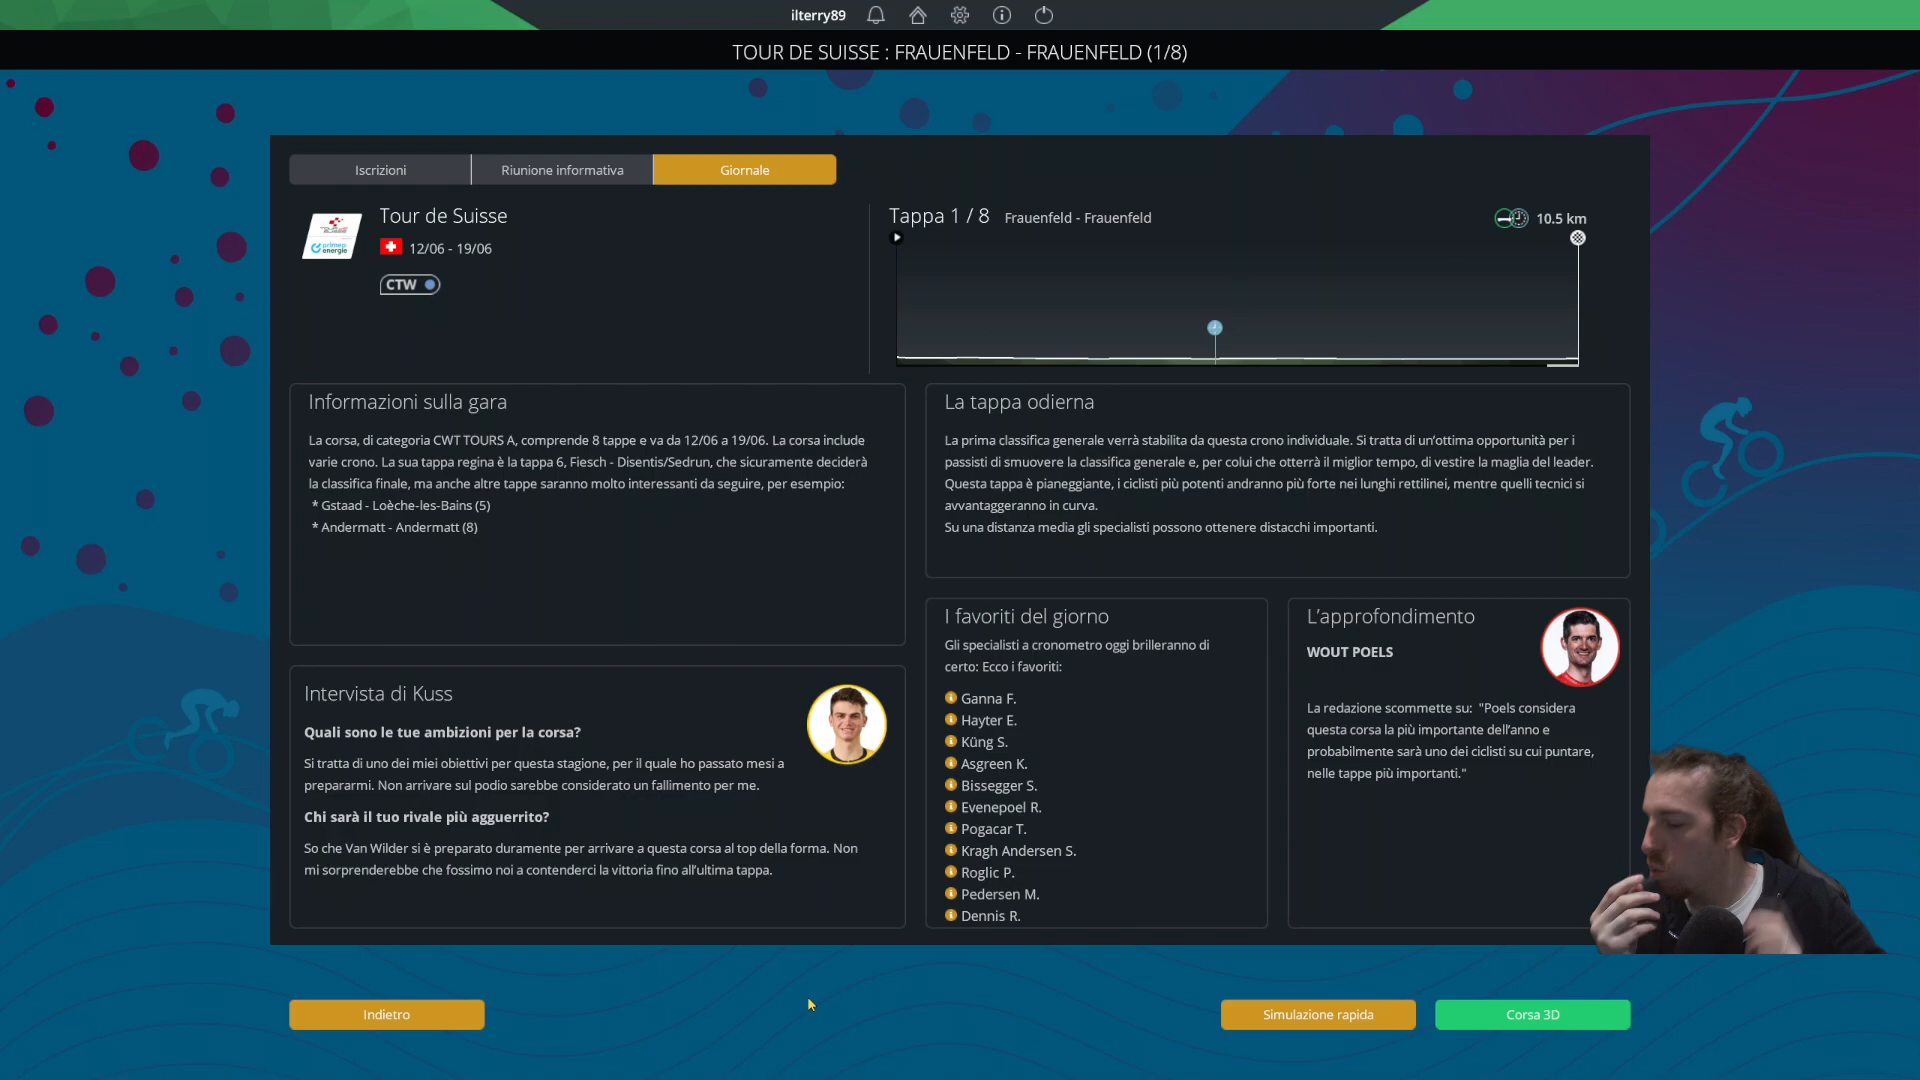 ilterry89
TOUR DE SUISSE : FRAUENFELD - FRAUENFELD (1/8)
Iscrizioni
Riunione informativa
Giornale
Tour de Suisse
12/06 - 19/06
CTW
Tappa 1 / 8
Frauenfeld - Frauenfeld
10.5 km
Informazioni sulla gara
La corsa, di categoria CWT TOURS A, comprende 8 tappe e va da 12/06 a 19/06. La corsa include
varie crono. La sua tappa regina è la tappa 6, Fiesch - Disentis/Sedrun, che sicuramente deciderà
la classifica finale, ma anche altre tappe saranno molto interessanti da seguire, per esempio:
* Gstaad - Loèche-les-Bains (5)
* Andermatt - Andermatt (8)
La tappa odierna
La prima classifica generale verrà stabilita da questa crono individuale. Si tratta di un'ottima opportunità per i
passisti di smuovere la classifica generale e, per colui che otterrà il miglior tempo, di vestire la maglia del leader.
Questa tappa è pianeggiante, i ciclisti più potenti andranno più forte nei lunghi rettilinei, mentre quelli tecnici si
avvantaggeranno in curva.
Su una distanza media gli specialisti possono ottenere distacchi importanti.
Intervista di Kuss
Quali sono le tue ambizioni per la corsa?
Si tratta di uno dei miei obiettivi per questa stagione, per il quale ho passato mesi a
prepararmi. Non arrivare sul podio sarebbe considerato un fallimento per me.
Chi sarà il tuo rivale più agguerrito?
So che Van Wilder si è preparato duramente per arrivare a questa corsa al top della forma. Non
mi sorprenderebbe che fossimo noi a contenderci la vittoria fino all'ultima tappa.
I favoriti del giorno
Gli specialisti a cronometro oggi brilleranno di
certo: Ecco i favoriti:
Ganna F.
Hayter E.
Küng S.
Asgreen K.
Bissegger S.
Evenepoel R.
Pogacar T.
Kragh Andersen S.
Roglic P.
Pedersen M.
Dennis R.
L'approfondimento
WOUT POELS
La redazione scommette su: "Poels considera
questa corsa la più importante dell'anno e
probabilmente sarà uno dei ciclisti su cui puntare,
nelle tappe più importanti."
Indietro
Simulazione rapida
Corsa 3D